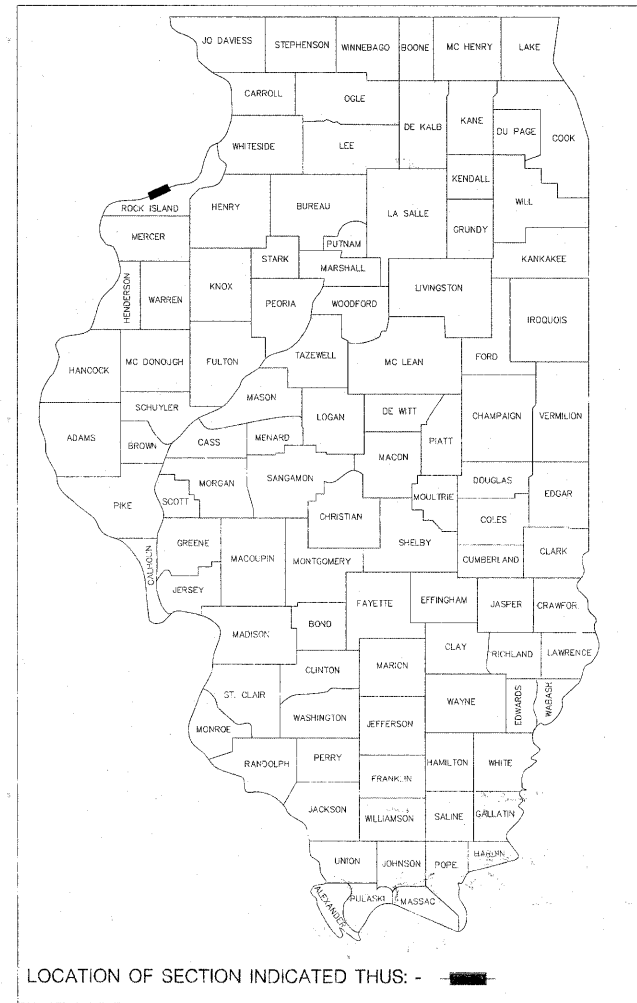 JO DAVIESS STEPHENSON WINNEBAGO BOONE MC HENRY LAKE
CARROLL OGLE DE KALB KANE DU PAGE COOK
WHITESIDE LEE
KENDALL
ROCK ISLAND HENRY BUREAU LA SALLE WILL
MERCER PUTNAM GRUNDY
STARK MARSHALL KANKAKEE
HENDERSON WARREN KNOX PEORIA WOODFORD LIVINGSTON
IROQUOIS
HANCOCK MC DONOUGH FULTON TAZEWELL MC LEAN FORD
MASON
SCHUYLER LOGAN DE WITT CHAMPAIGN VERMILION
ADAMS BROWN CASS MENARD PIATT
MACON
MORGAN SANGAMON DOUGLAS
PIKE SCOTT MOULTRIE EDGAR
CHRISTIAN COLES
GREENE SHELBY
CALHOUN MACOUPIN MONTGOMERY CUMBERLAND CLARK
JERSEY
FAYETTE EFFINGHAM JASPER CRAWFOR.
MADISON BOND
CLAY RICHLAND LAWRENCE
CLINTON MARION
ST. CLAIR WAYNE EDWARDS WABASH
WASHINGTON JEFFERSON
MONROE
RANDOLPH PERRY HAMILTON WHITE
FRANKLIN
JACKSON WILLIAMSON SALINE GALLATIN
UNION JOHNSON POPE HARDIN
ALEXANDER PULASKI MASSAC
LOCATION OF SECTION INDICATED THUS: -